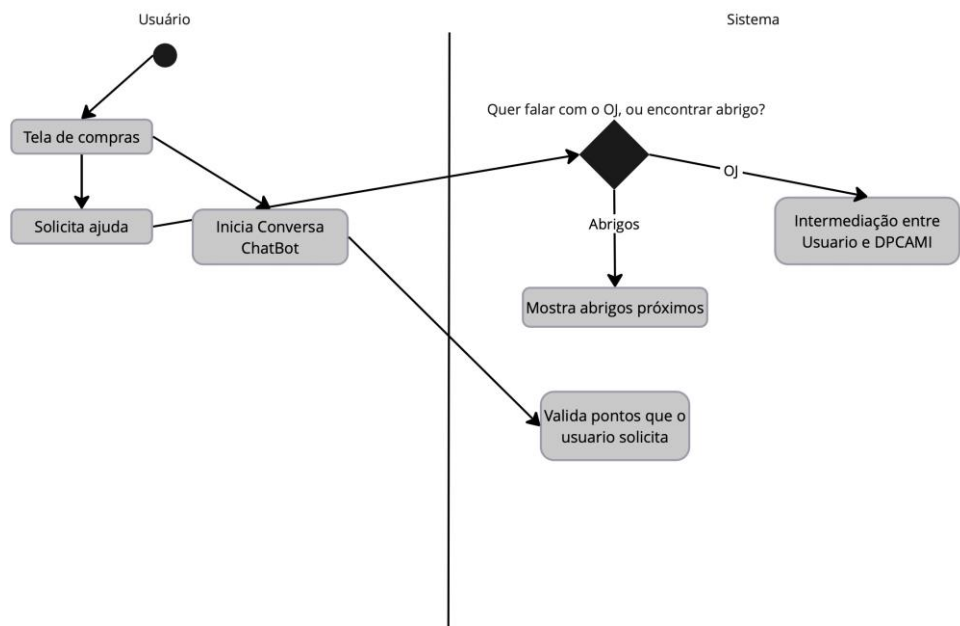 Usuário
Sistema
Quer falar com o OJ, ou encontrar abrigo?
Tela de compras
OJ
Solicita ajuda
Inicia Conversa
ChatBot
Abrigos
Intermediação entre
Usuario e DPCAMI
Mostra abrigos próximos
Valida pontos que o
usuario solicita